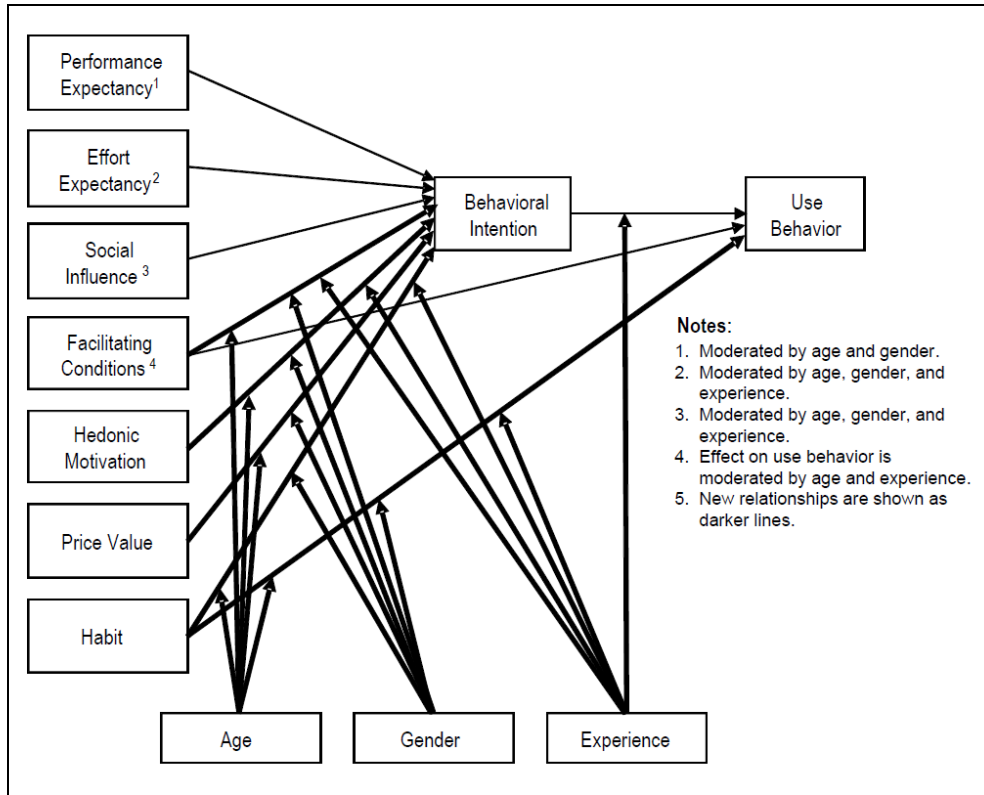 Performance
Expectancy1
Effort
Expectancy2
Social
Influence 3
Facilitating
Conditions 4
Hedonic
Motivation
Price Value
Habit
Behavioral
Intention
Use
Behavior
Notes:
1. Moderated by age and gender.
2. Moderated by age, gender, and
experience.
3. Moderated by age, gender, and
experience.
4. Effect on use behavior is
moderated by age and experience.
5. New relationships are shown as
darker lines.
Age
Gender
Experience